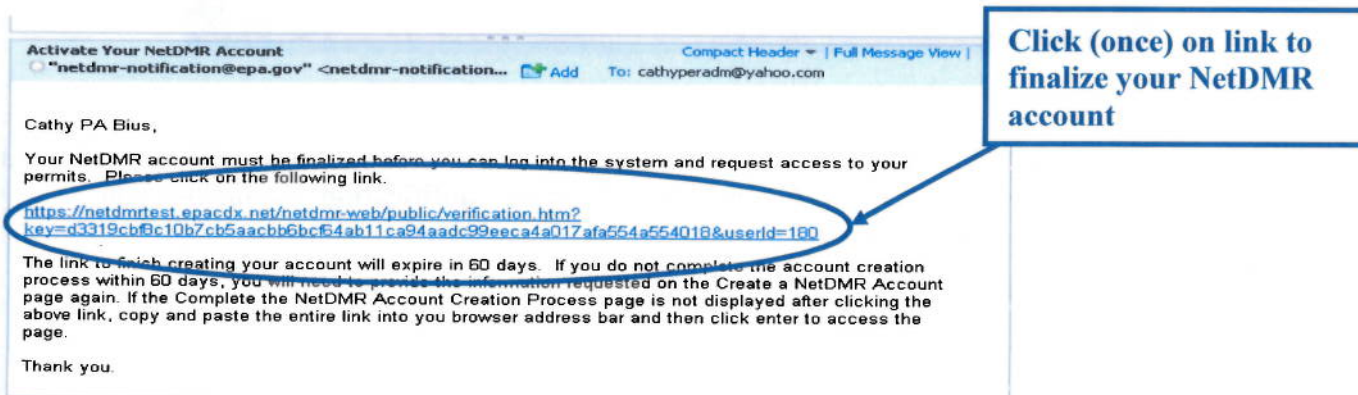 Activate Your NetDMR Account
Compact Header | Full Message View |
"netdmr-notification@epa.gov" <netdmr-notification... Add To: cathyperadm@yahoo.com
Click (once) on link to
finalize your NetDMR
account
Cathy PA Bius,
Your NetDMR account must be finalized before you can log into the system and request access to your
permits. Please click on the following link.
https://netdmrtest.epacdx.net/netdmr-web/public/verification.htm?
key=d3319cbf8c10b7cb5aacbb6bcf64ab11ca94aadc99eeca4a017afa554a554018&userId=180
The link to finish creating your account will expire in 60 days. If you do not complete the account creation
process within 60 days, you will need to provide the information requested on the Create a NetDMR Account
page again. If the Complete the NetDMR Account Creation Process page is not displayed after clicking the
above link, copy and paste the entire link into you browser address bar and then click enter to access the
page.
Thank you.